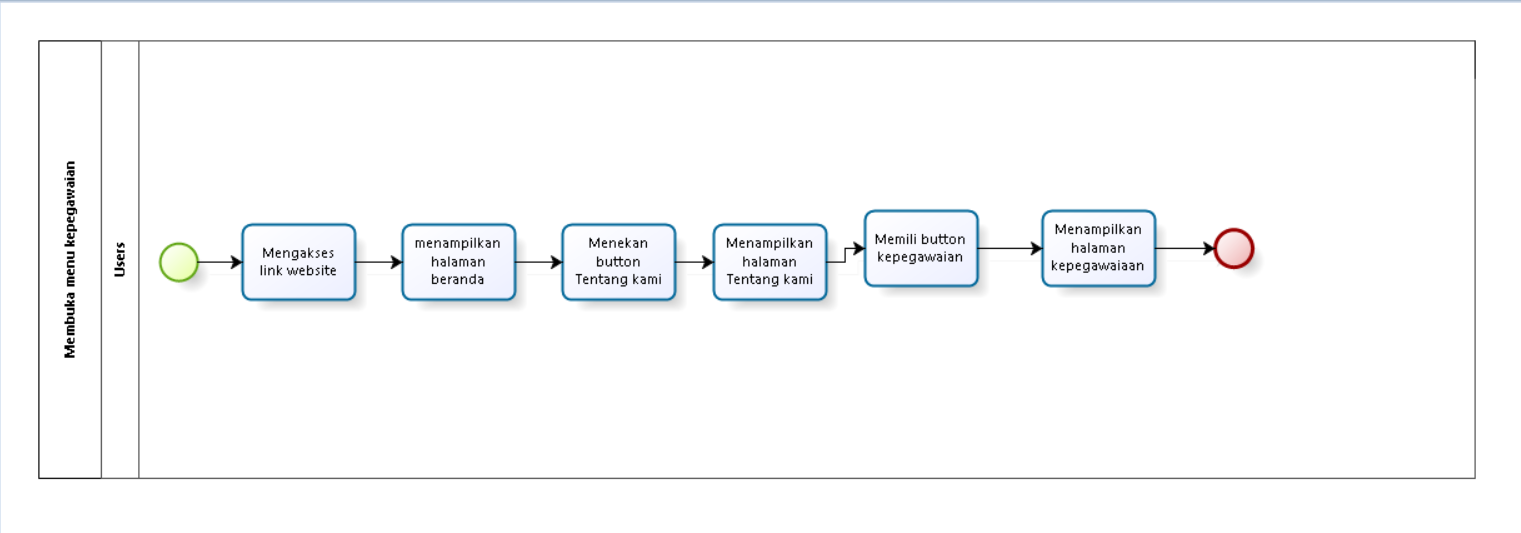 Membuka menu kepegawaian
Users
Mengakses
link website
menampilkan
halaman
beranda
Menekan
button
Tentang kami
Menampilkan
halaman
Tentang kami
Memili button
kepegawaian
Menampilkan
halaman
kepegawaiaan